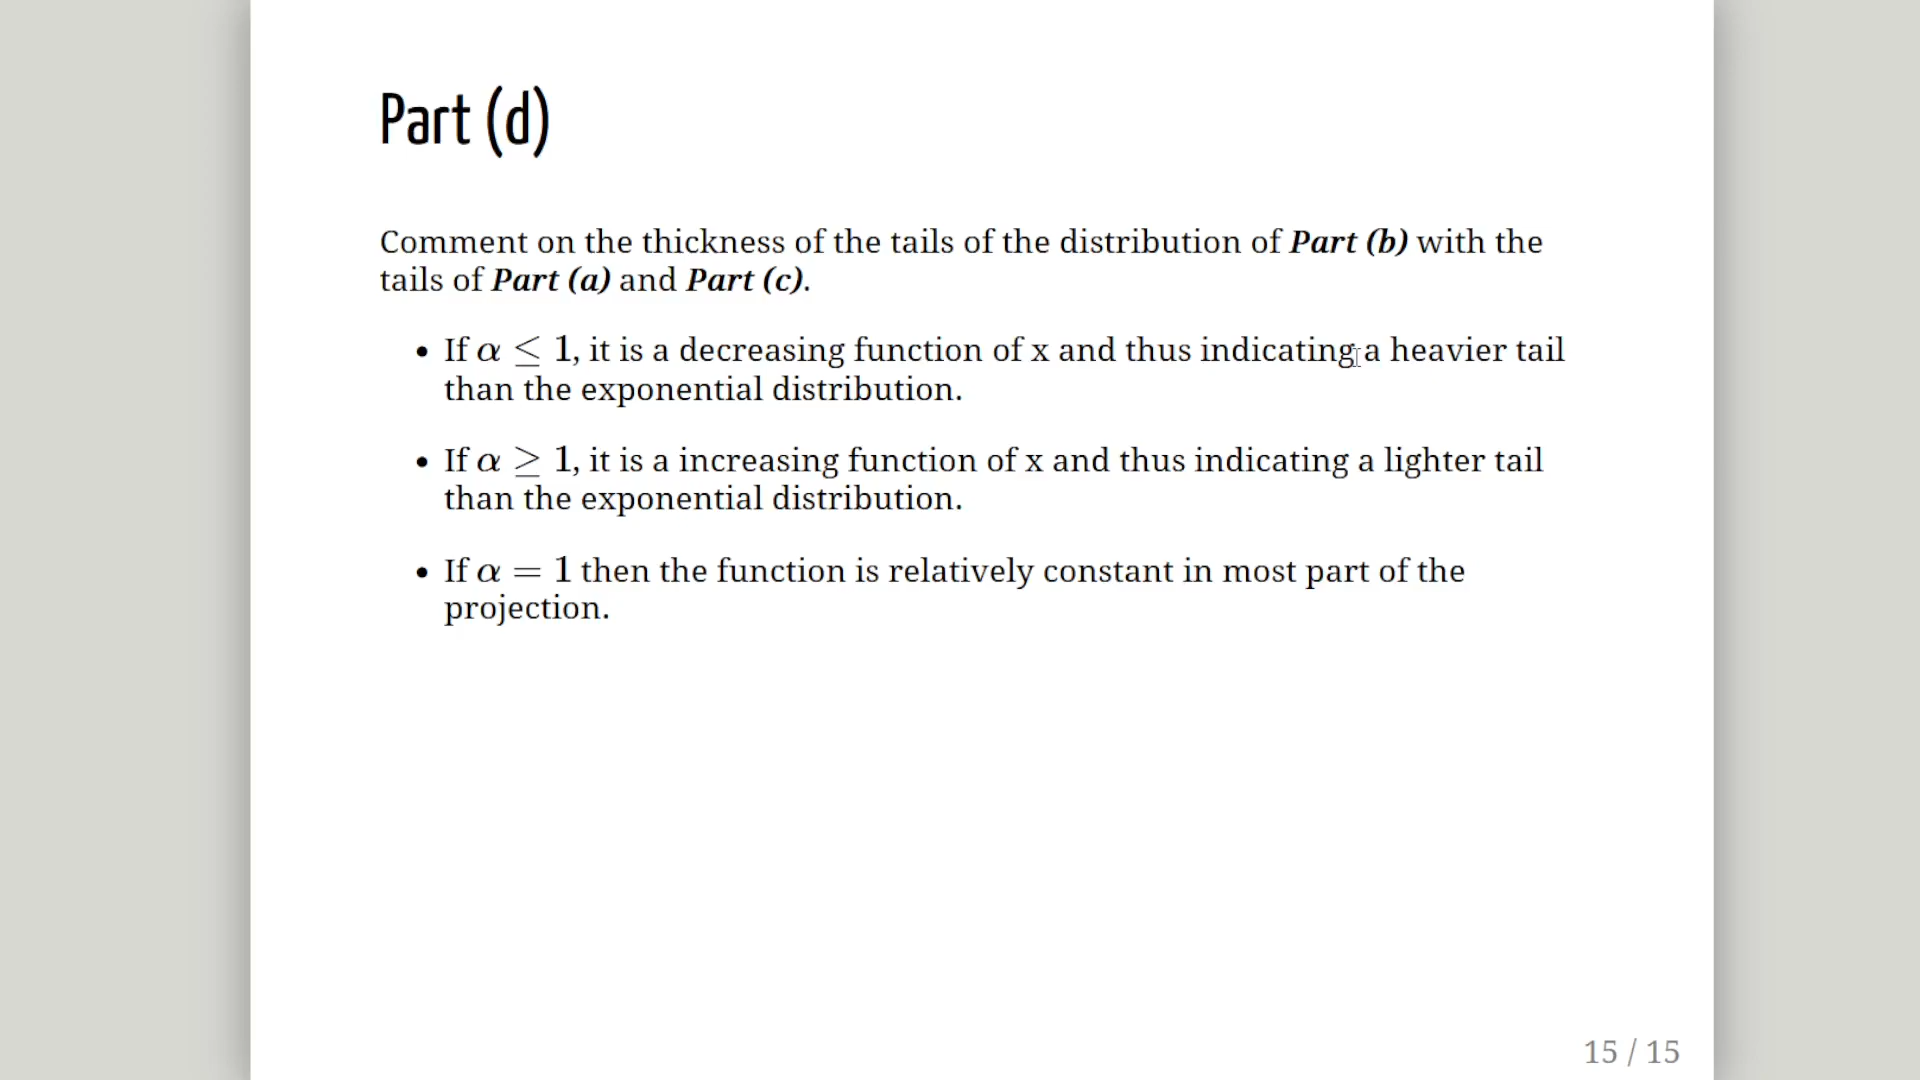 Part (d)
Comment on the thickness of the tails of the distribution of Part (b) with the
tails of Part (a) and Part (c).
• If α ≤ 1, it is a decreasing function of x and thus indicating a heavier tail
than the exponential distribution.
• If α ≥ 1, it is a increasing function of x and thus indicating a lighter tail
than the exponential distribution.
• If α = 1 then the function is relatively constant in most part of the
projection.
15 / 15